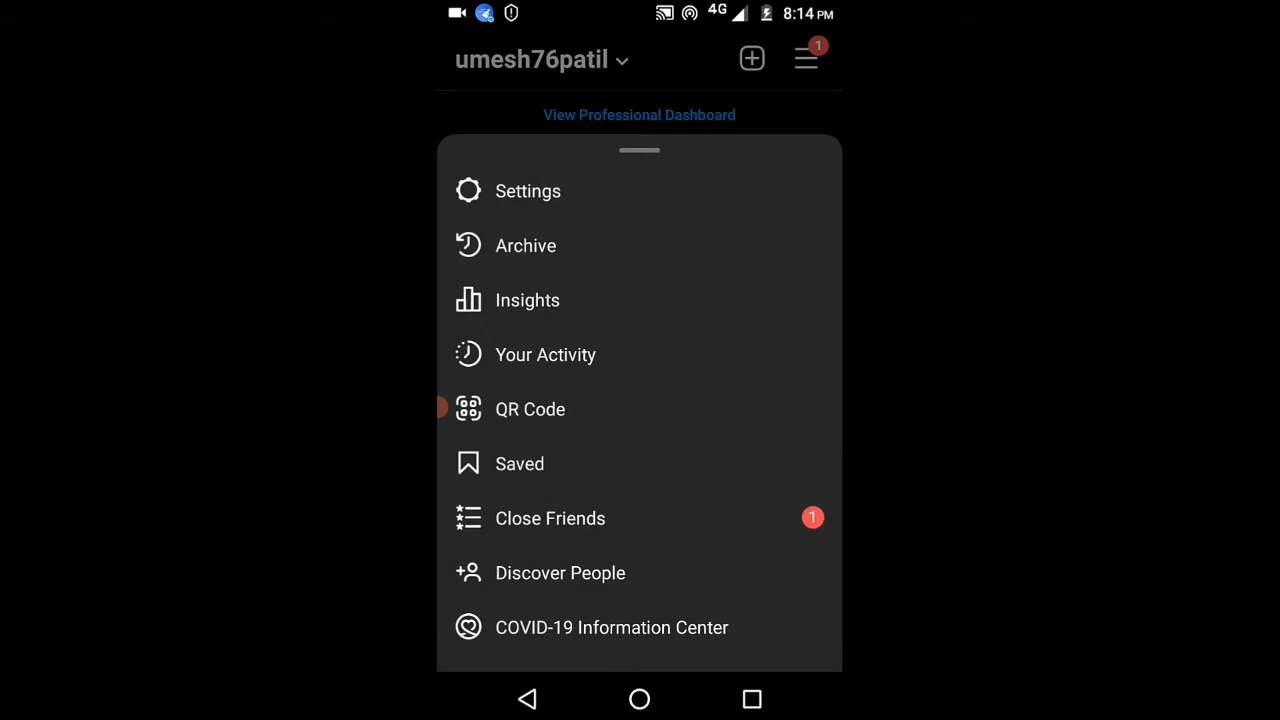 4G 8:14 PM
umesh76patil 1
View Professional Dashboard
Settings
Archive
Insights
Your Activity
QR Code
Saved
Close Friends 1
Discover People
COVID-19 Information Center